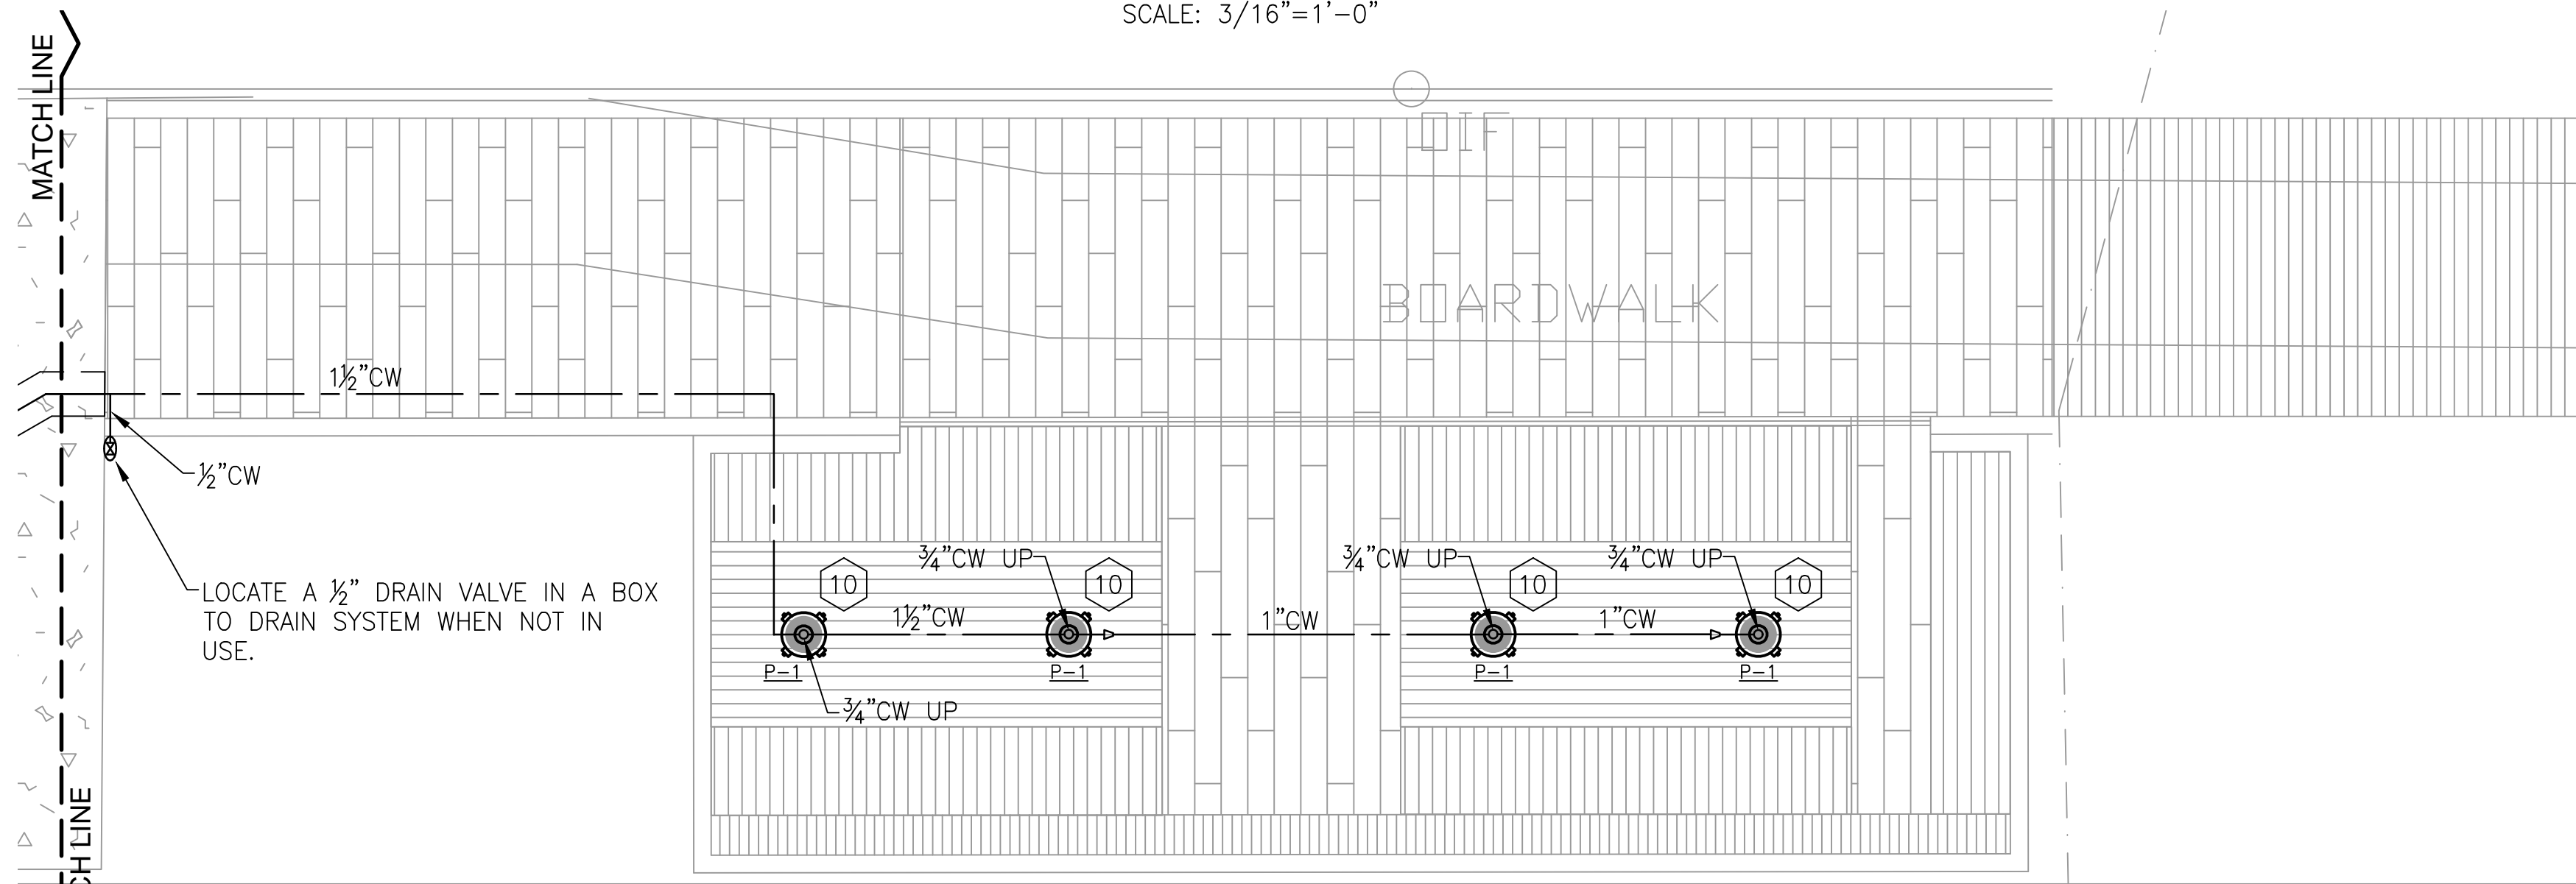 SCALE: 3/16"=1'-0"
MATCH LINE
DIF
BOARDWALK
1½"CW
½"CW
LOCATE A ½" DRAIN VALVE IN A BOX
TO DRAIN SYSTEM WHEN NOT IN
USE.
¾"CW UP
¾"CW UP
¾"CW UP
10
10
10
10
1½"CW
1"CW
1"CW
P-1
P-1
P-1
P-1
¾"CW UP
CH LINE